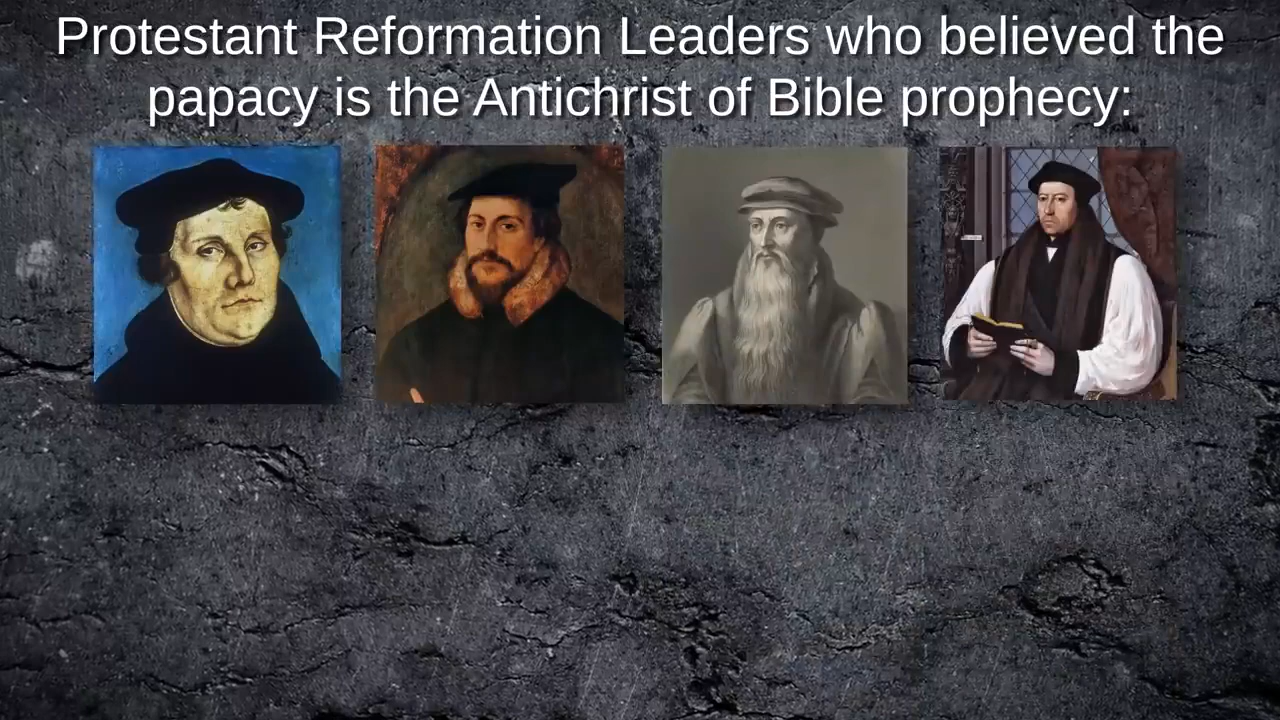 Protestant Reformation Leaders who believed the
papacy is the Antichrist of Bible prophecy: